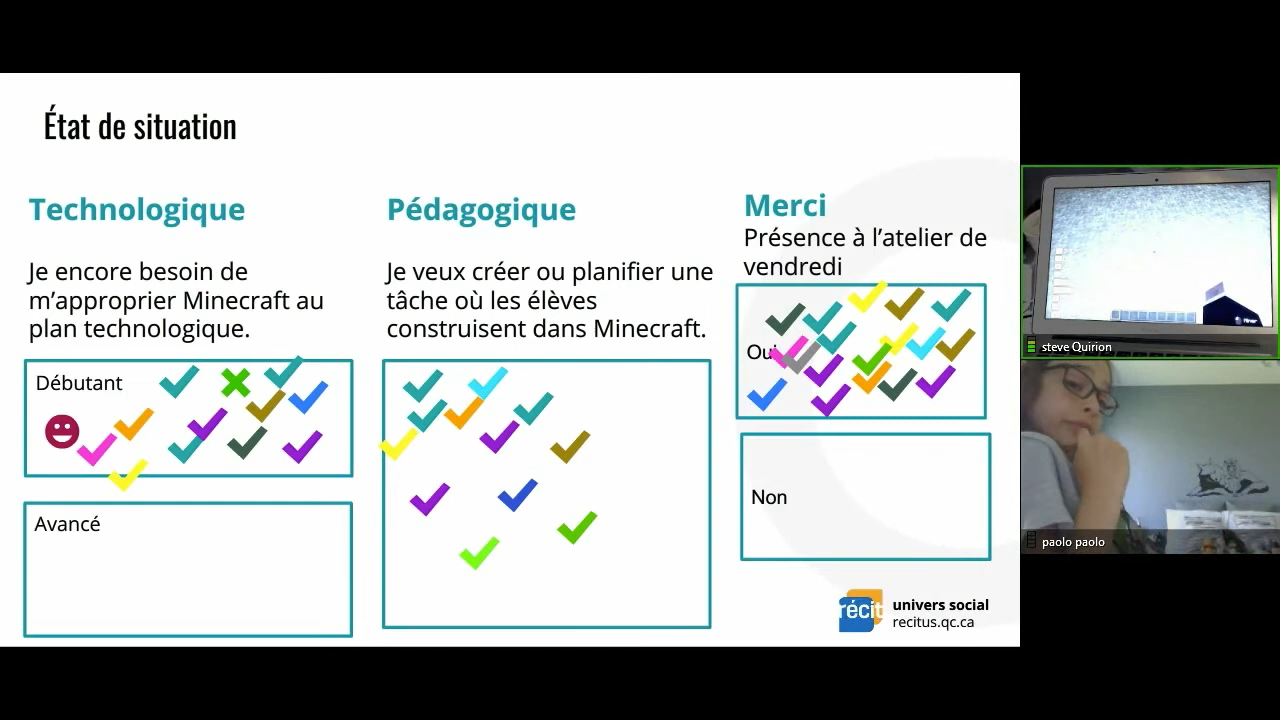 État de situation
Technologique
Je encore besoin de
m’approprier Minecraft au
plan technologique.
Débutant
Avancé
Pédagogique
Je veux créer ou planifier une
tâche où les élèves
construisent dans Minecraft.
Merci
Présence à l’atelier de
vendredi
Oui
Non
récit
univers social
recitus.qc.ca
steve Quirion
paolo paolo